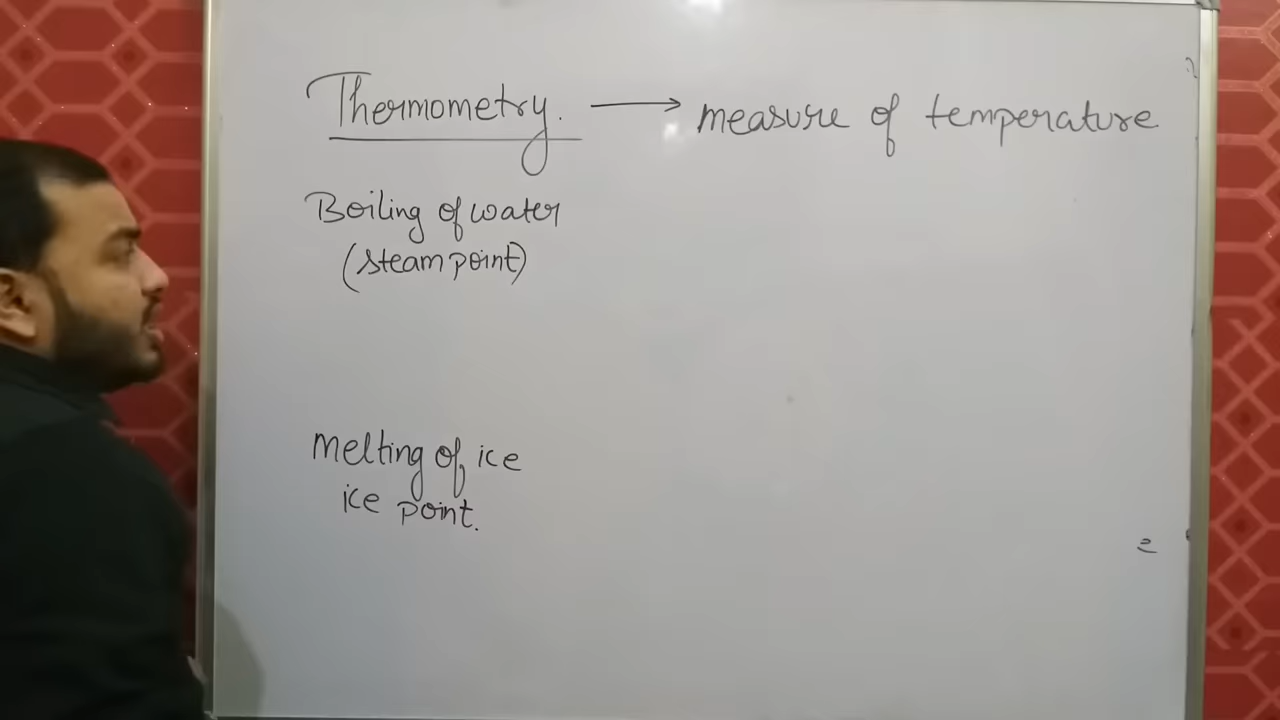 Thermometry. → measure of temperature
Boiling of water
(steam point)
Melting of ice
ice point.